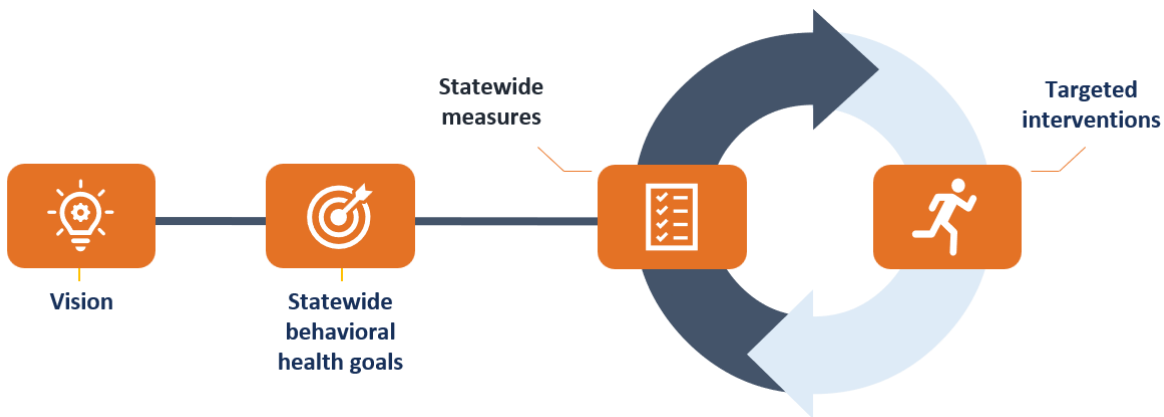 Vision
Statewide
behavioral
health goals
Statewide
measures
Targeted
interventions